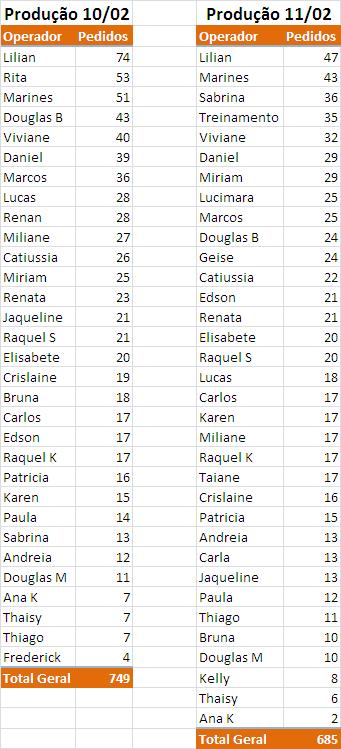 Produção 10/02
Operador Pedidos
Lilian 74
Rita 53
Marines 51
Douglas B 43
Viviane 40
Daniel 39
Marcos 36
Lucas 28
Renan 28
Miliane 27
Catiussia 26
Miriam 25
Renata 23
Jaqueline 21
Raquel S 21
Elisabete 20
Crislaine 19
Bruna 18
Carlos 17
Edson 17
Raquel K 17
Patricia 16
Karen 15
Paula 14
Sabrina 13
Andreia 12
Douglas M 11
Ana K 7
Thaisy 7
Thiago 7
Frederick 4
Total Geral 749
Produção 11/02
Operador Pedidos
Lilian 47
Marines 43
Sabrina 36
Treinamento 35
Viviane 32
Daniel 29
Miriam 29
Lucimara 25
Marcos 25
Douglas B 24
Geise 24
Catiussia 22
Edson 21
Renata 21
Elisabete 20
Raquel S 20
Lucas 18
Carlos 17
Karen 17
Miliane 17
Raquel K 17
Taiane 17
Crislaine 16
Patricia 15
Andreia 13
Carla 13
Jaqueline 13
Paula 12
Thiago 11
Bruna 10
Douglas M 10
Kelly 8
Thaisy 6
Ana K 2
Total Geral 685